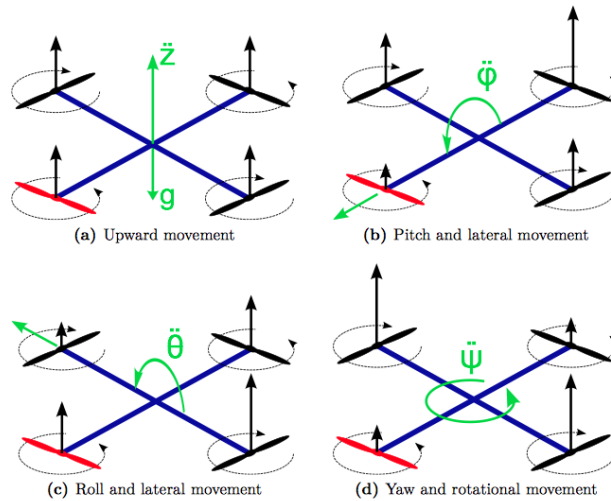 z̈
g
(a) Upward movement
φ̈
(b) Pitch and lateral movement
θ̈
(c) Roll and lateral movement
ψ̈
(d) Yaw and rotational movement